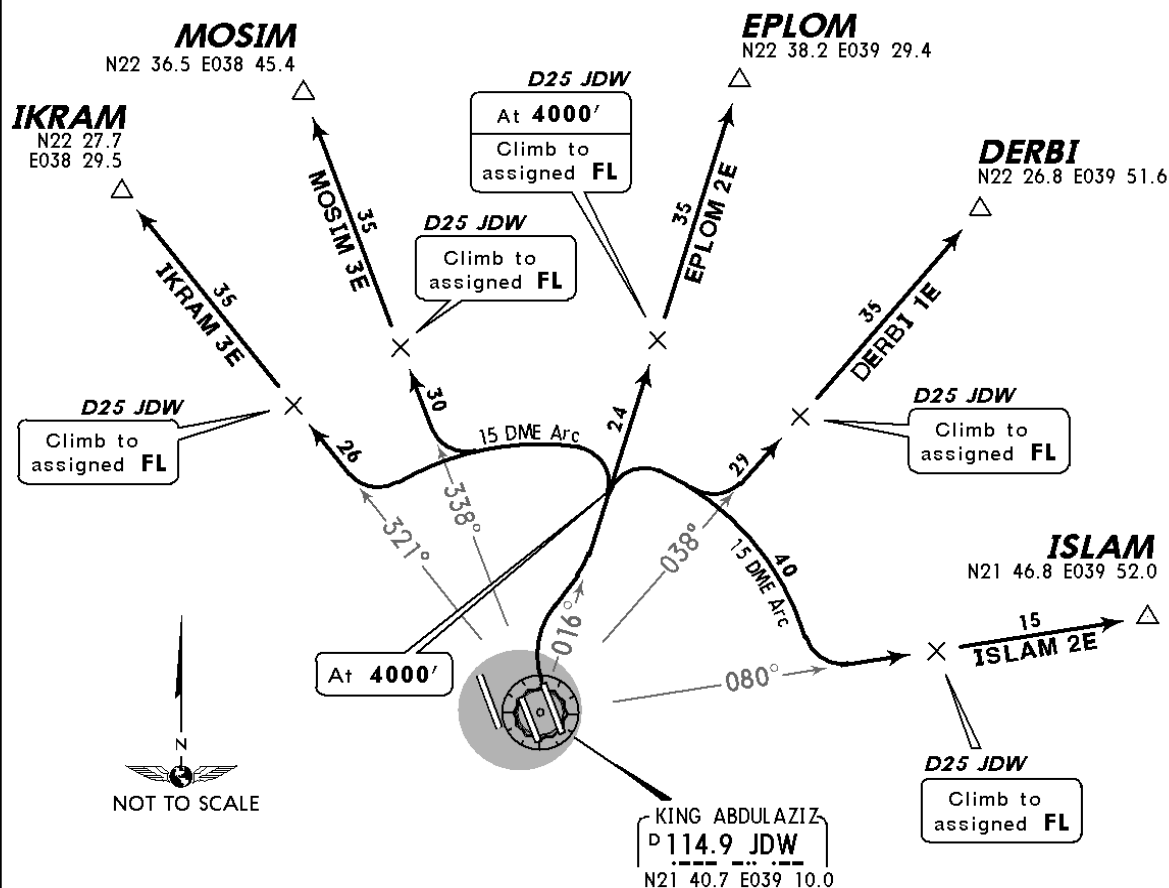 MOSIM
N22 36.5 E038 45.4
EPLOM
N22 38.2 E039 29.4
IKRAM
N22 27.7
E038 29.5
D25 JDW
At 4000'
Climb to
assigned FL
DERBI
N22 26.8 E039 51.6
35
MOSIM 3E
35
EPLOM 2E
D25 JDW
Climb to
assigned FL
35
IKRAM 3E
35
DERBI 1E
D25 JDW
Climb to
assigned FL
D25 JDW
Climb to
assigned FL
30
26
15 DME Arc
24
29
338°
321°
038°
40
15 DME Arc
ISLAM
N21 46.8 E039 52.0
15
ISLAM 2E
016°
080°
At 4000'
N
NOT TO SCALE
D25 JDW
Climb to
assigned FL
KING ABDULAZIZ
D 114.9 JDW
N21 40.7 E039 10.0